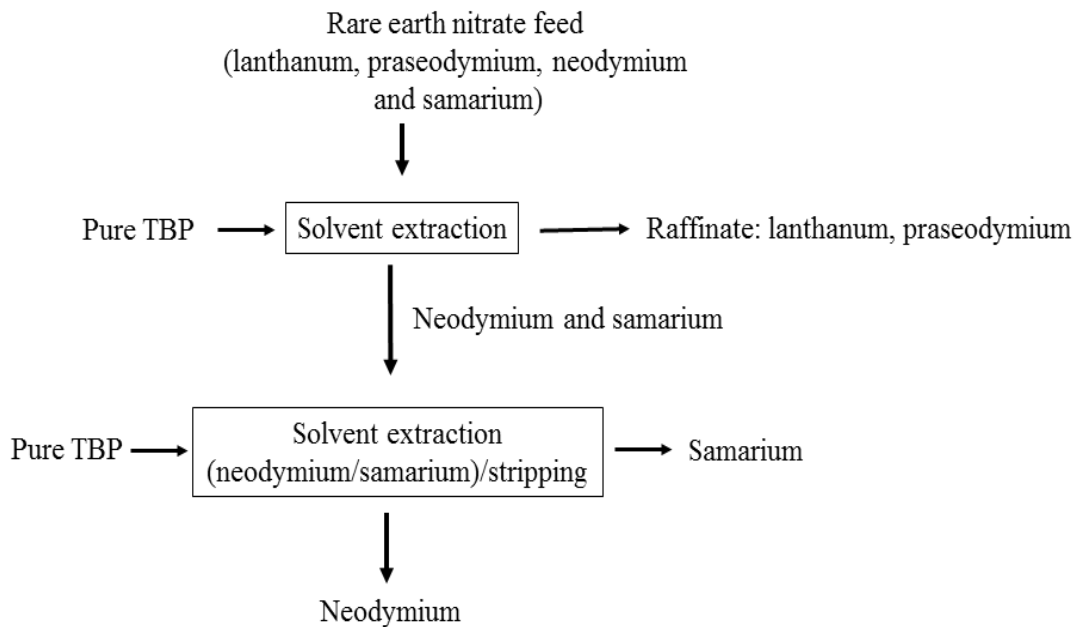 Rare earth nitrate feed
(lanthanum, praseodymium, neodymium
and samarium)
Pure TBP
Solvent extraction
Raffinate: lanthanum, praseodymium
Neodymium and samarium
Pure TBP
Solvent extraction
(neodymium/samarium)/stripping
Samarium
Neodymium